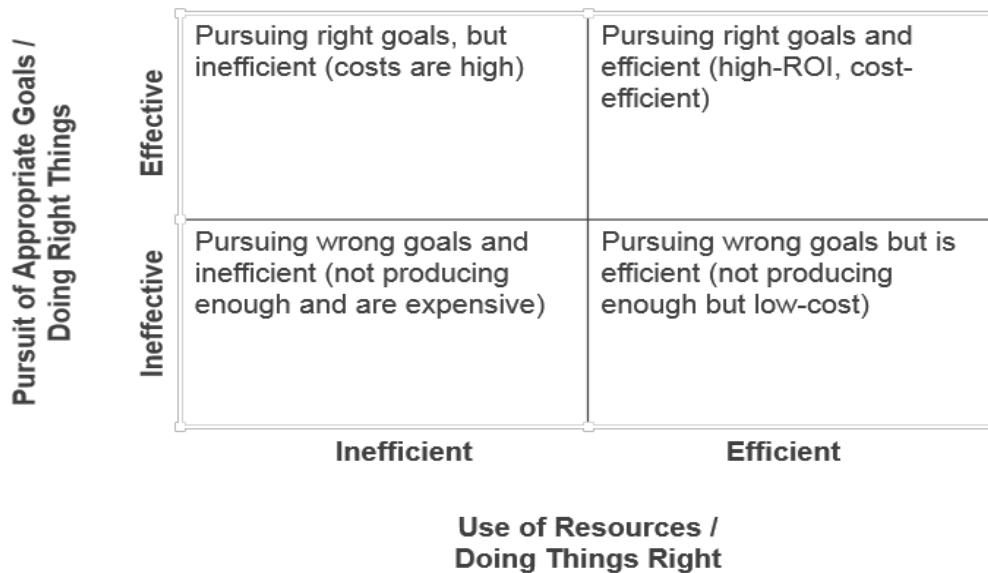 Pursuit of Appropriate Goals /
Doing Right Things
Effective
Pursuing right goals, but
inefficient (costs are high)
Pursuing right goals and
efficient (high-ROI, cost-
efficient)
Ineffective
Pursuing wrong goals and
inefficient (not producing
enough and are expensive)
Pursuing wrong goals but is
efficient (not producing
enough but low-cost)
Inefficient
Efficient
Use of Resources /
Doing Things Right